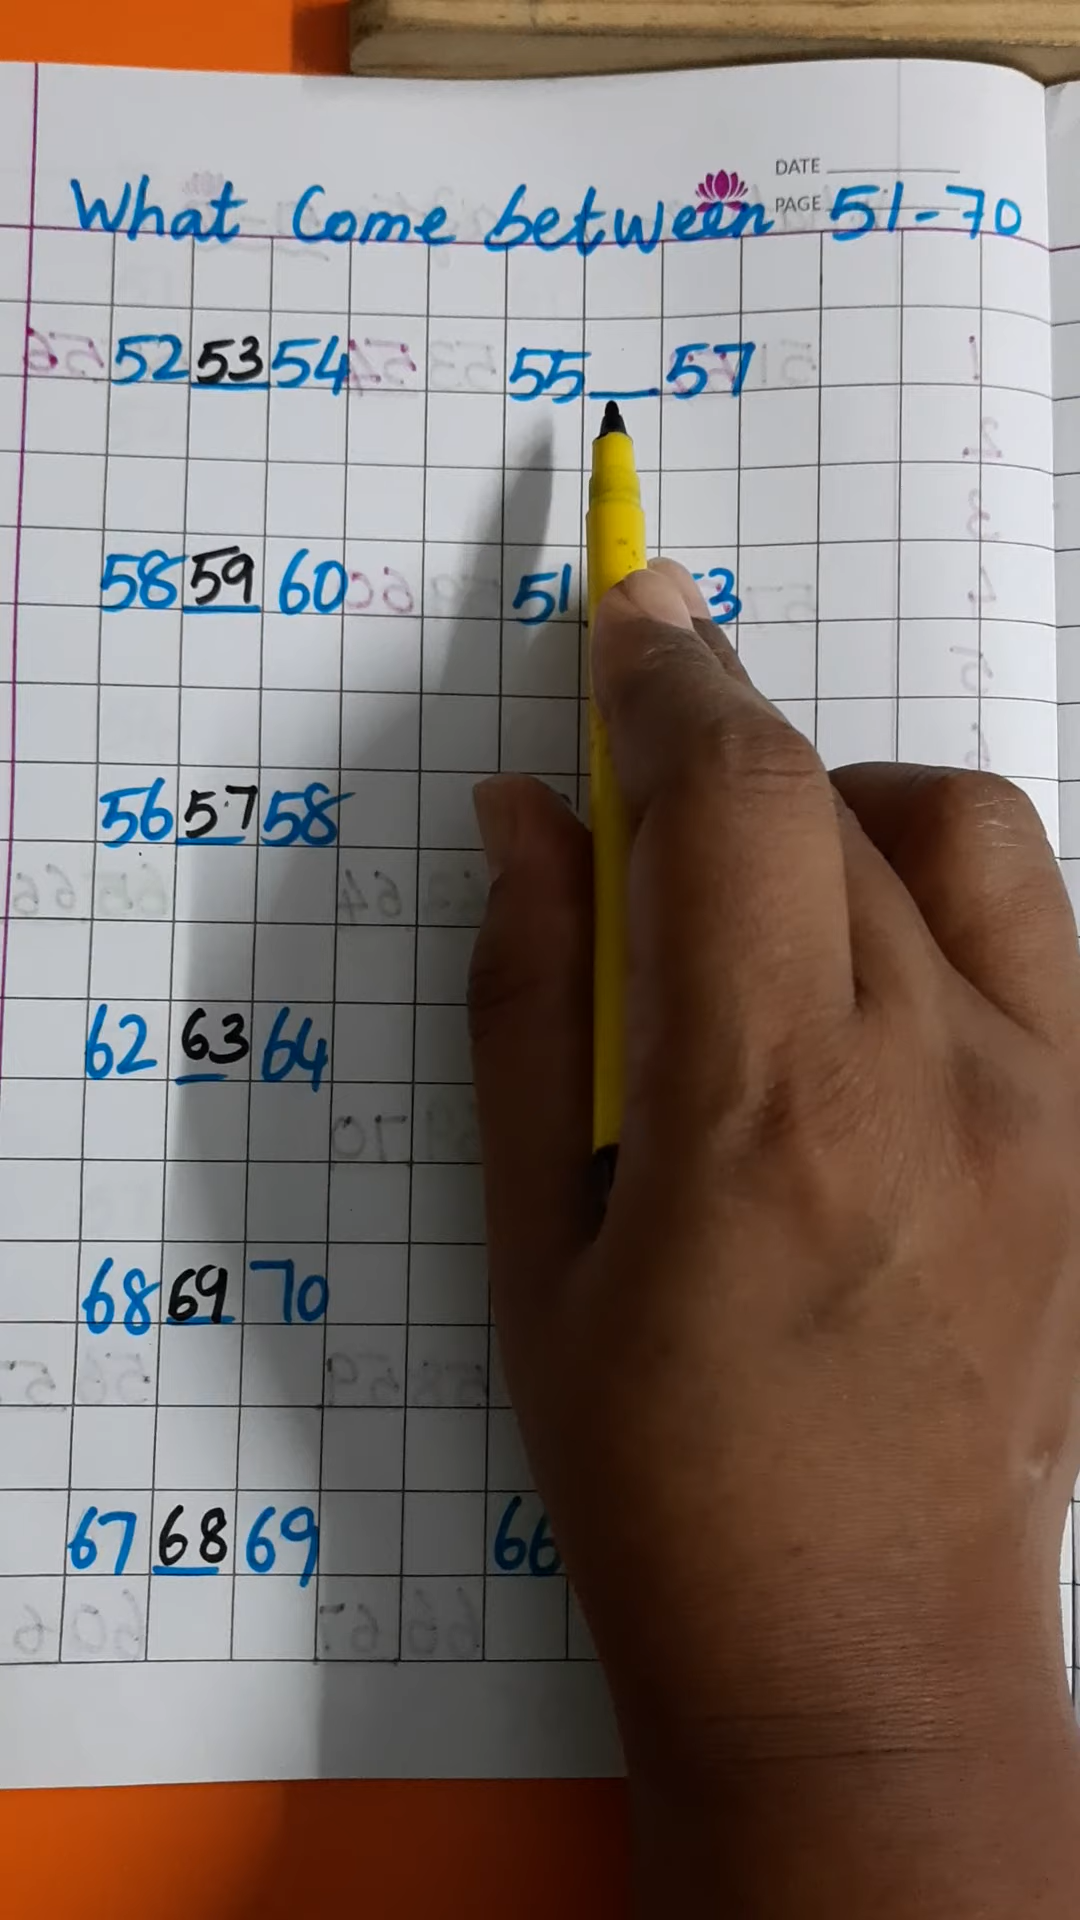 DATE
PAGE
What Come between 51-70
52 53 54 55 __ 57
58 59 60 51 3
56 57 58
62 63 64
68 69 70
67 68 69 66